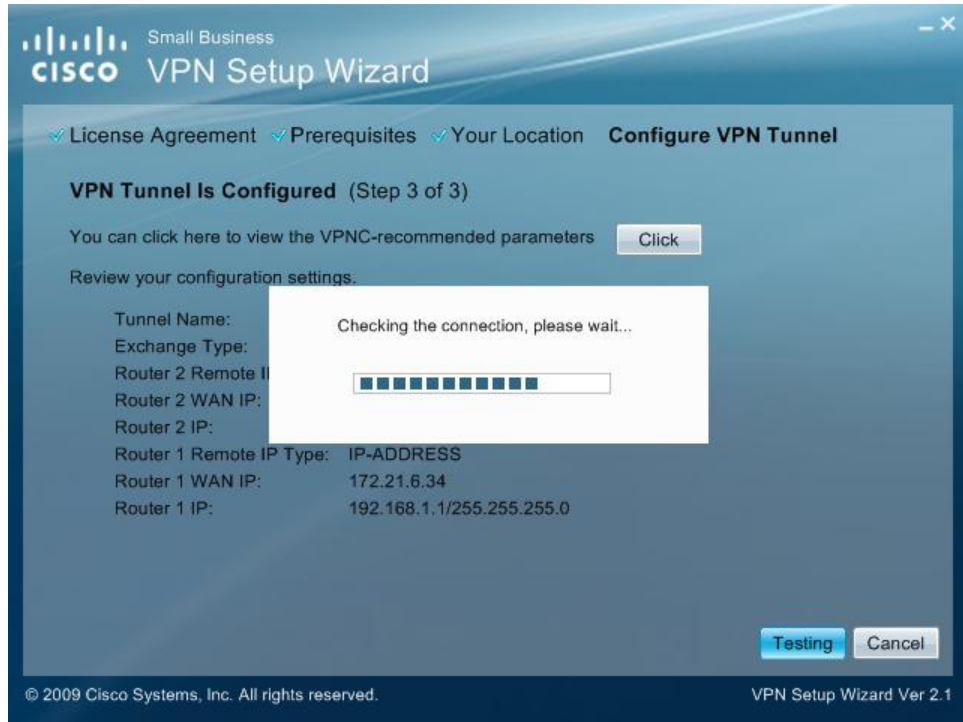 Small Business
CISCO VPN Setup Wizard
License Agreement Prerequisites Your Location Configure VPN Tunnel
VPN Tunnel Is Configured (Step 3 of 3)
You can click here to view the VPNC-recommended parameters Click
Review your configuration settings.
Checking the connection, please wait...
Tunnel Name:
Exchange Type:
Router 2 Remote
Router 2 WAN IP:
Router 2 IP:
Router 1 Remote IP Type: IP-ADDRESS
Router 1 WAN IP: 172.21.6.34
Router 1 IP: 192.168.1.1/255.255.255.0
Testing Cancel
© 2009 Cisco Systems, Inc. All rights reserved. VPN Setup Wizard Ver 2.1